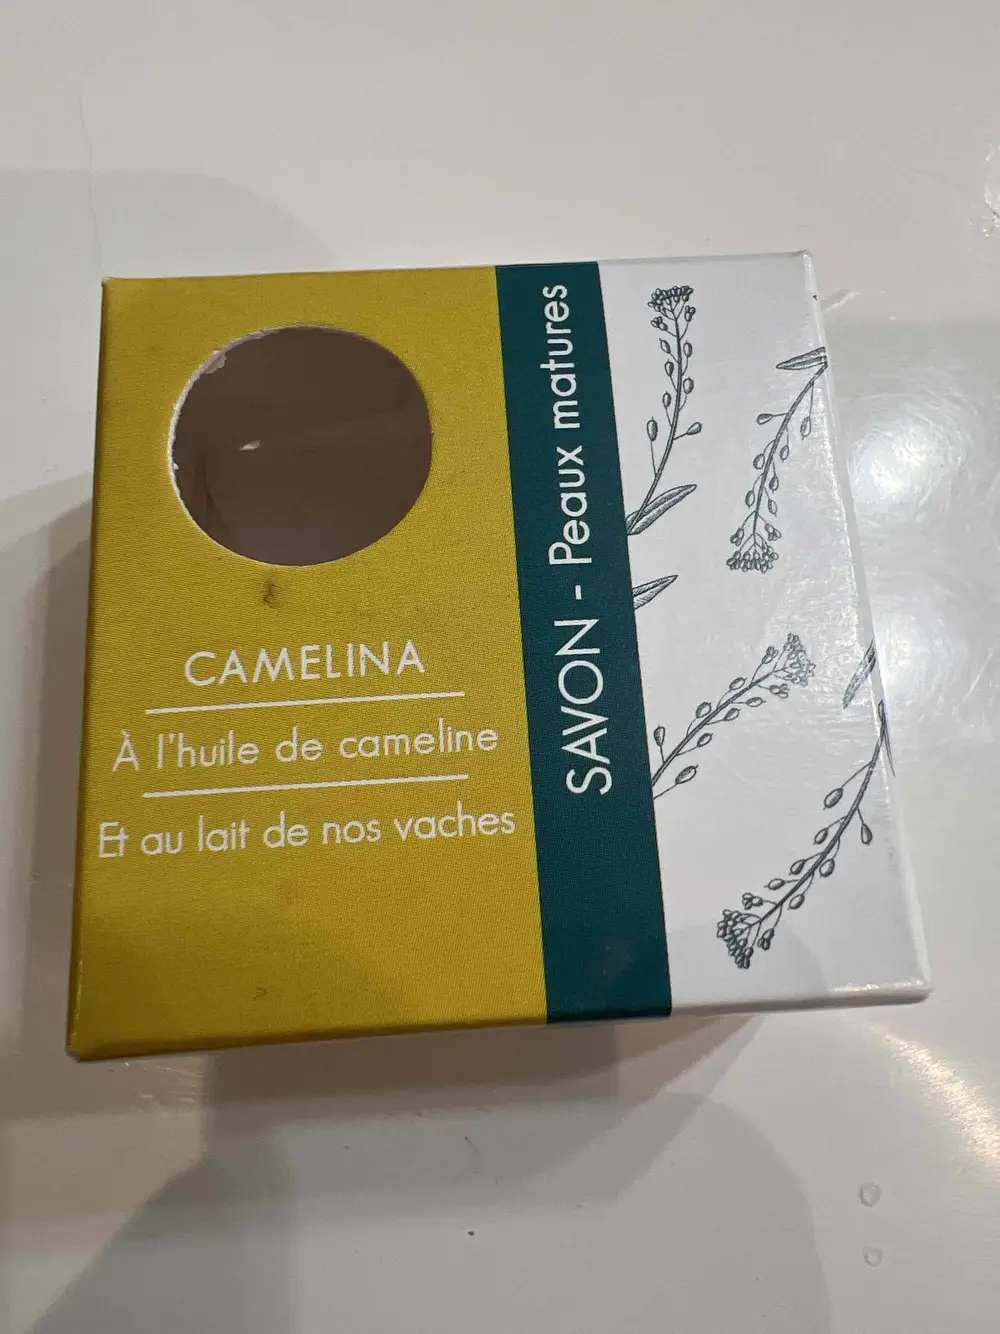 CAMELINA
À l'huile de cameline
Et au lait de nos vaches
SAVON - Peaux matures